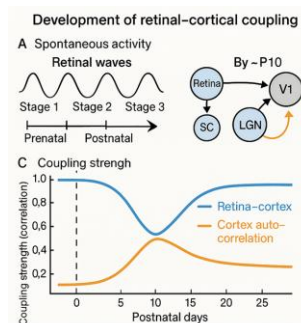 Development of retinal–cortical coupling
A Spontaneous activity
Retinal waves
Stage 1 Stage 2 Stage 3
Prenatal Postnatal
By ~ P10
Retina
V1
SC
LGN
C Coupling strengh
Coupling strength (correlation)
1,0
0,8
0,6
0,4
0,2
Retina–cortex
Cortex auto-
correlation
0 5 10 15 20 25
Postnatal days